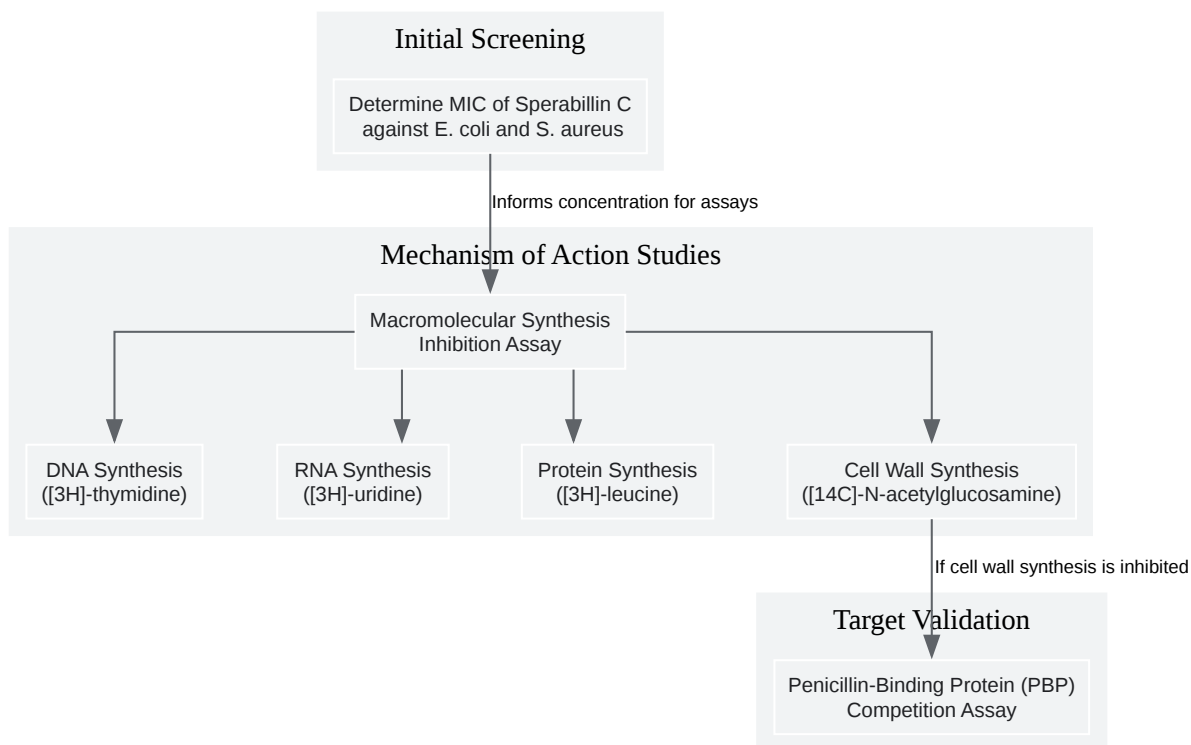 Initial Screening
Determine MIC of Sperabillin C
against E. coli and S. aureus
Informs concentration for assays
Mechanism of Action Studies
Macromolecular Synthesis
Inhibition Assay
DNA Synthesis
([3H]-thymidine)
RNA Synthesis
([3H]-uridine)
Protein Synthesis
([3H]-leucine)
Cell Wall Synthesis
([14C]-N-acetylglucosamine)
If cell wall synthesis is inhibited
Target Validation
Penicillin-Binding Protein (PBP)
Competition Assay